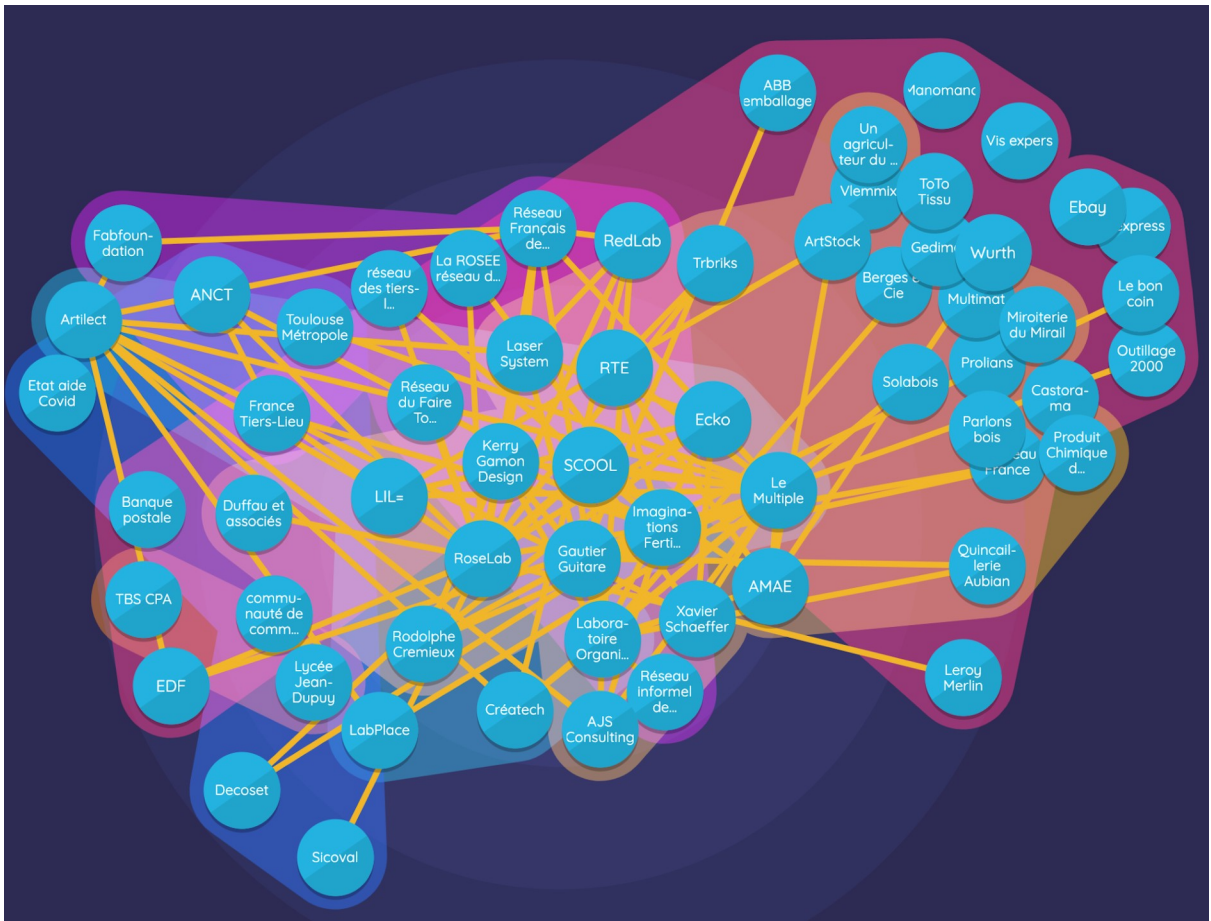 ABB
emballage
Manomano
Vis expers
Un
agricul-
teur du ...
Vlemmix
ToTo
Tissu
Ebay
express
Fabfoun-
dation
Réseau
Français
de...
RedLab
La ROSEE
réseau d...
Trbriks
ArtStock
Gedim
Wurth
Berges e
Cie
Multimat
Le bon
coin
ANCT
réseau
des tiers-
l...
Artilect
Toulouse
Métropole
Miroiterie
du Mirail
Laser
System
RTE
Outillage
2000
Prolians
Solabois
Etat aide
Covid
Castora-
ma
Réseau
du Faire
To...
France
Tiers-Lieu
Ecko
Parlons
bois
Produit
Chimique
d...
eau
France
Kerry
Gamon
Design
SCOOL
Le
Multiple
LIL=
Banque
postale
Duffau et
associés
Imagina-
tions
Ferti...
RoseLab
Gautier
Guitare
Quincail-
lerie
Aubian
AMAE
TBS CPA
commu-
nauté de
comm...
Xavier
Schaeffer
Rodolphe
Cremieux
Labora-
toire
Organi...
EDF
Lycée
Jean-
Dupuy
Réseau
informel
de...
Leroy
Merlin
Créatech
LabPlace
AJS
Consulting
Decoset
Sicoval